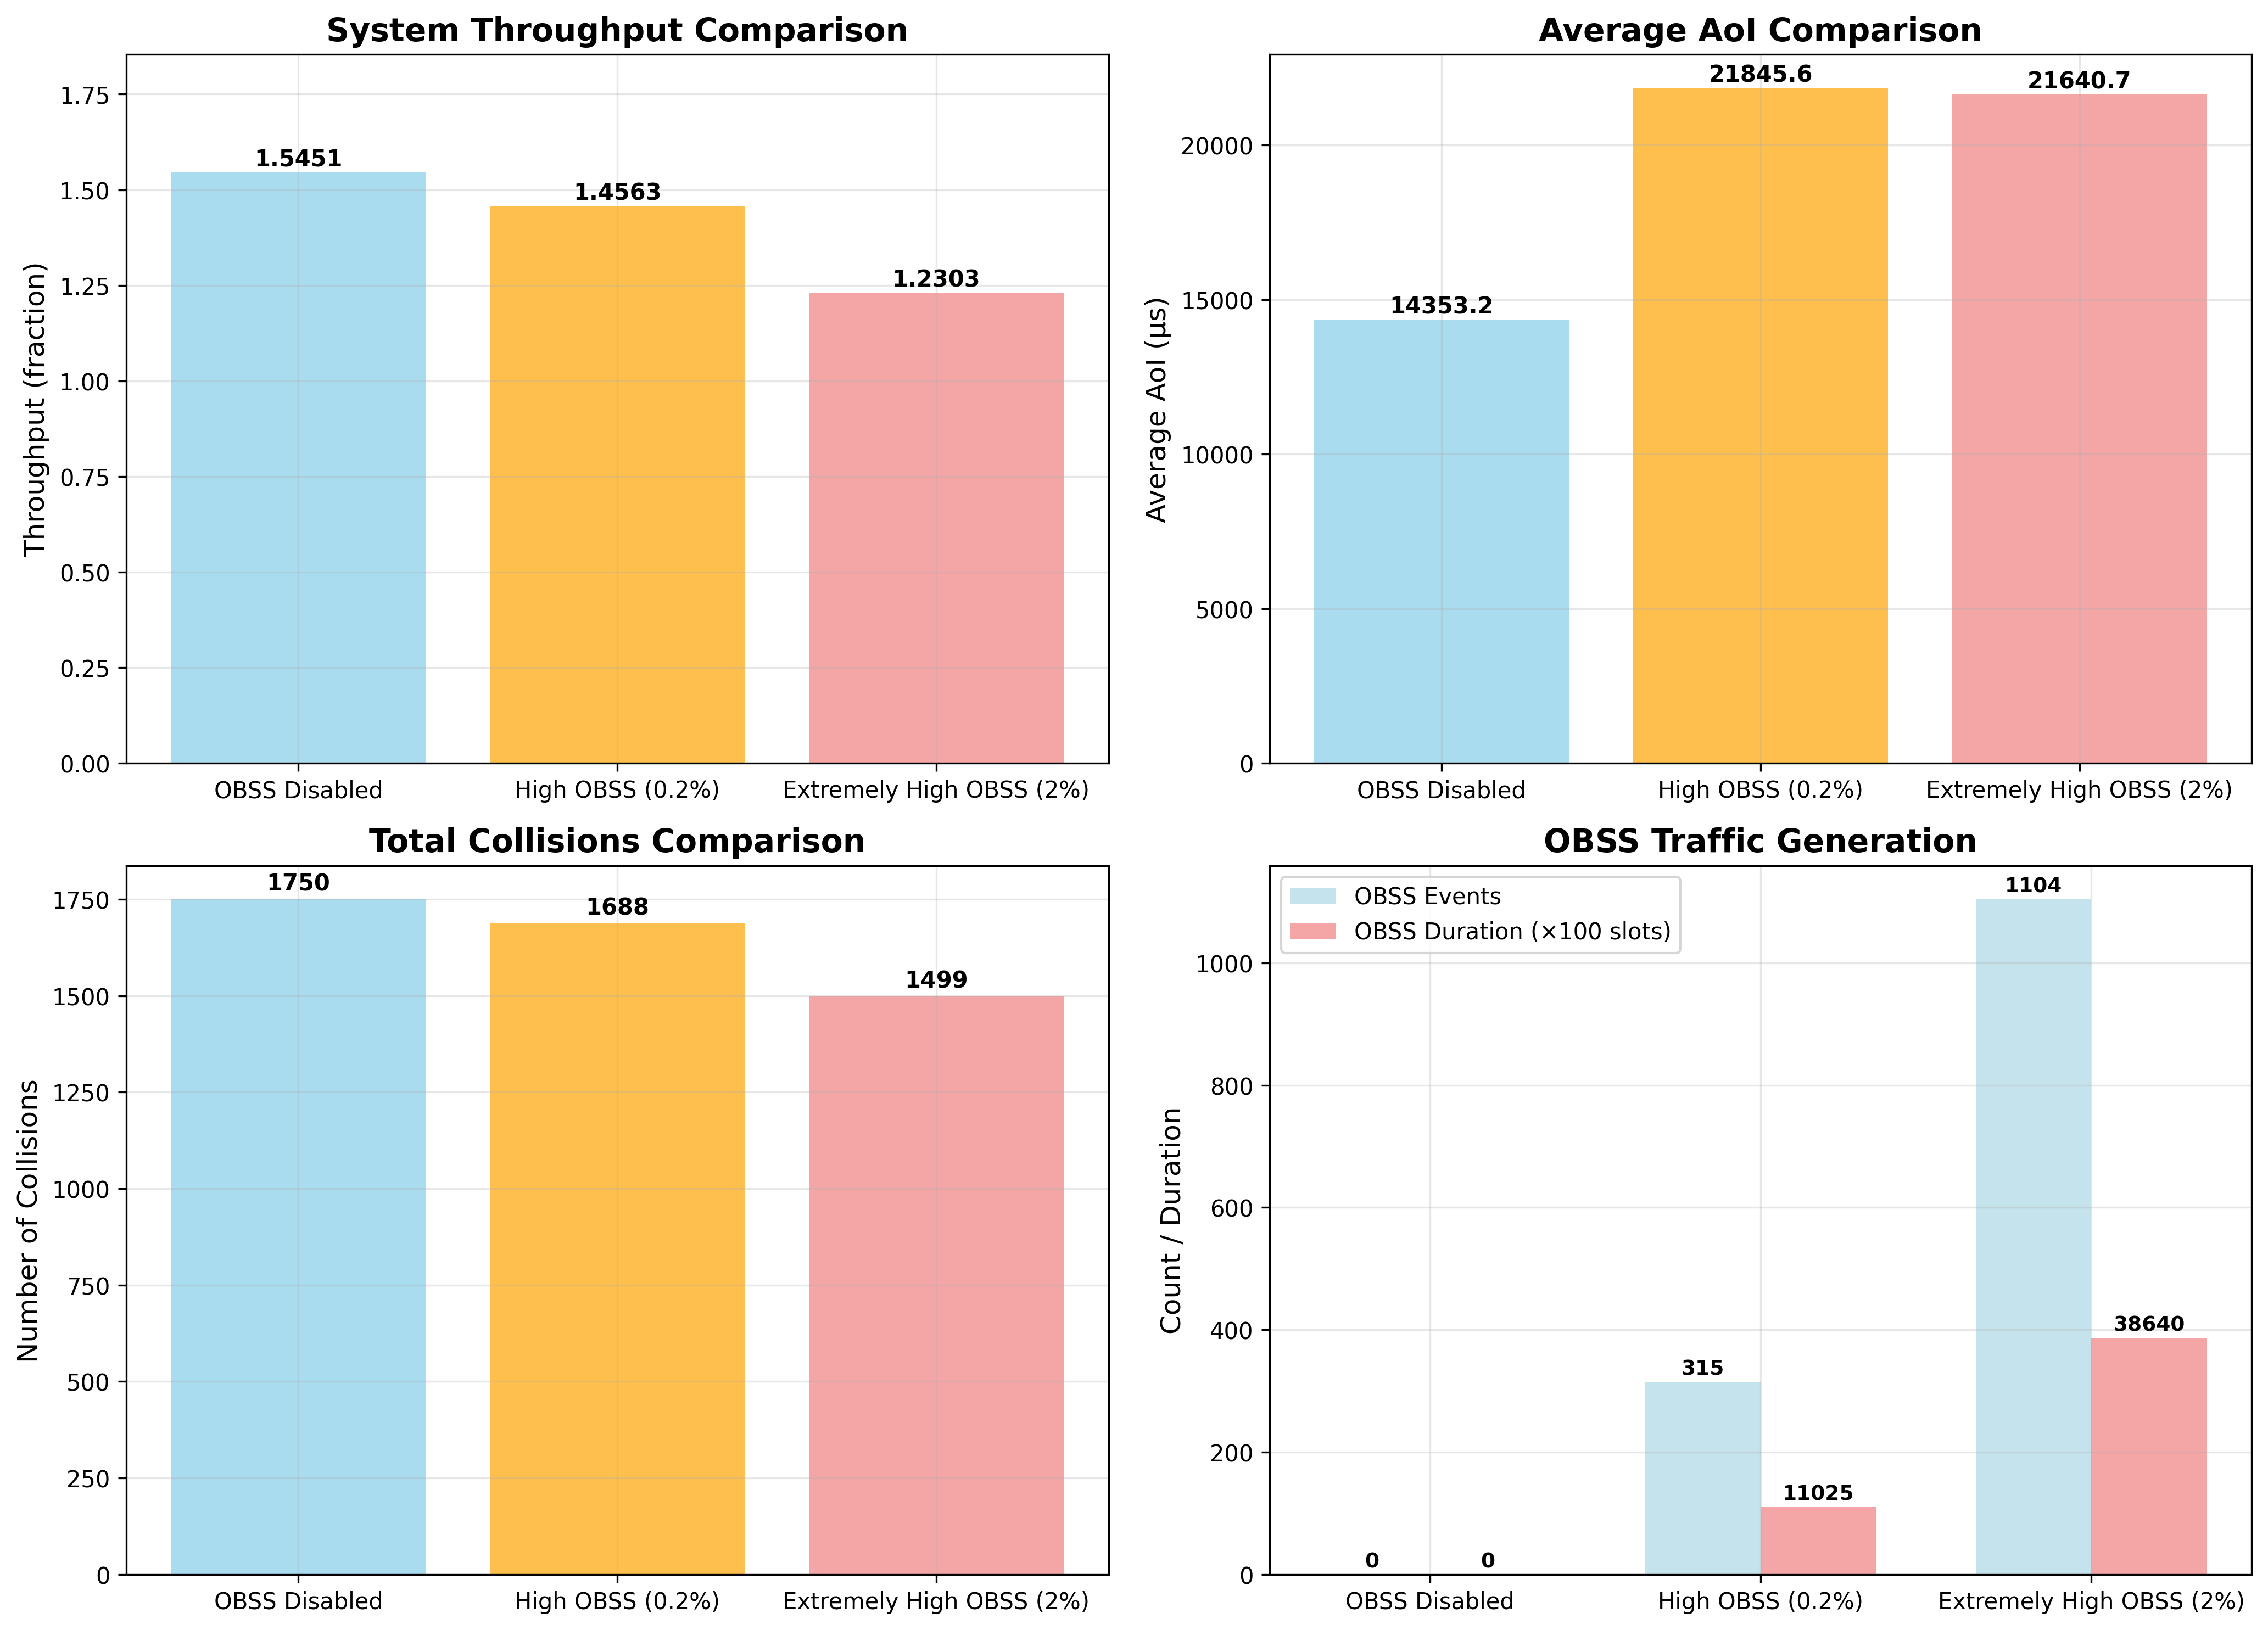 System Throughput Comparison
Throughput (fraction)
1.75
1.50
1.25
1.00
0.75
0.50
0.25
0.00
1.5451
1.4563
1.2303
OBSS Disabled
High OBSS (0.2%)
Extremely High OBSS (2%)
Average AoI Comparison
Average AoI (µs)
20000
15000
10000
5000
0
14353.2
21845.6
21640.7
OBSS Disabled
High OBSS (0.2%)
Extremely High OBSS (2%)
Total Collisions Comparison
Number of Collisions
1750
1500
1250
1000
750
500
250
0
1750
1688
1499
OBSS Disabled
High OBSS (0.2%)
Extremely High OBSS (2%)
OBSS Traffic Generation
OBSS Events
OBSS Duration (×100 slots)
Count / Duration
1000
800
600
400
200
0
0
0
315
11025
1104
38640
OBSS Disabled
High OBSS (0.2%)
Extremely High OBSS (2%)